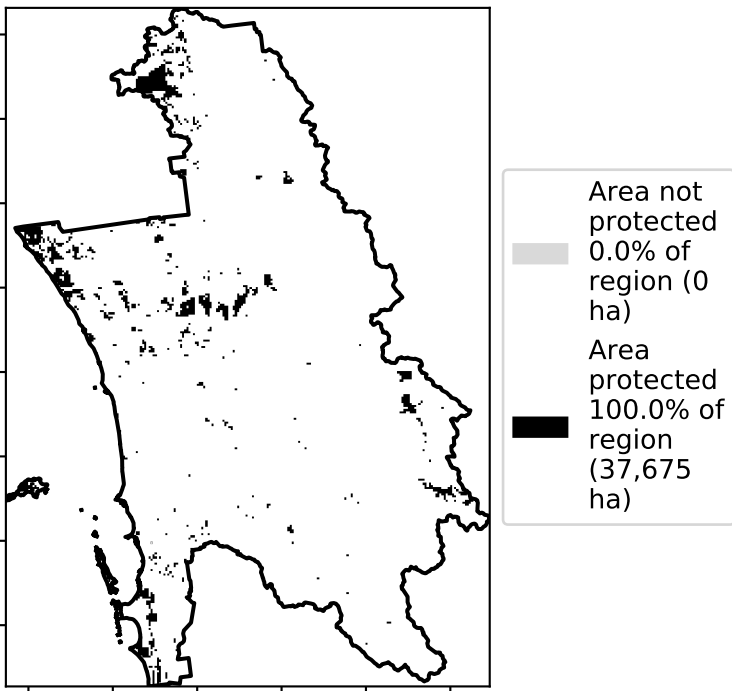 Area not
protected
0.0% of
region (0
ha)
Area
protected
100.0% of
region
(37,675
ha)